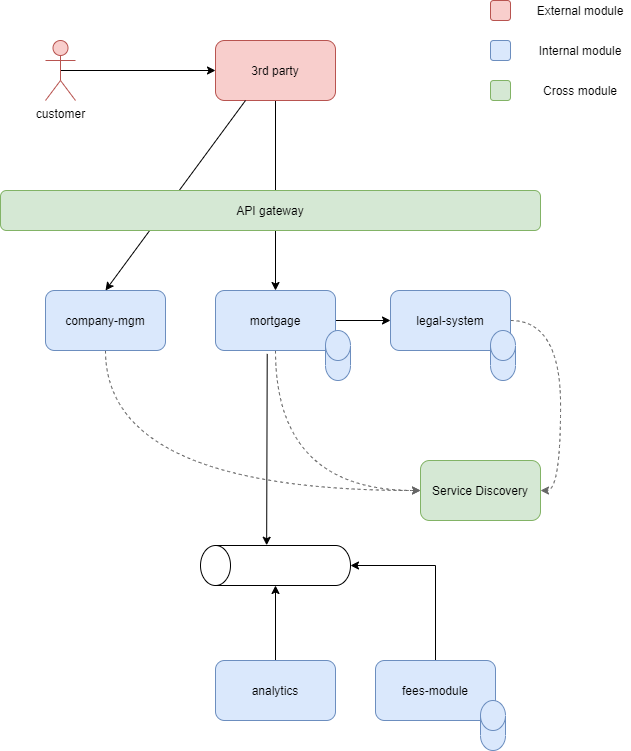 External module
Internal module
Cross module
3rd party
customer
API gateway
company-mgm
mortgage
legal-system
Service Discovery
analytics
fees-module